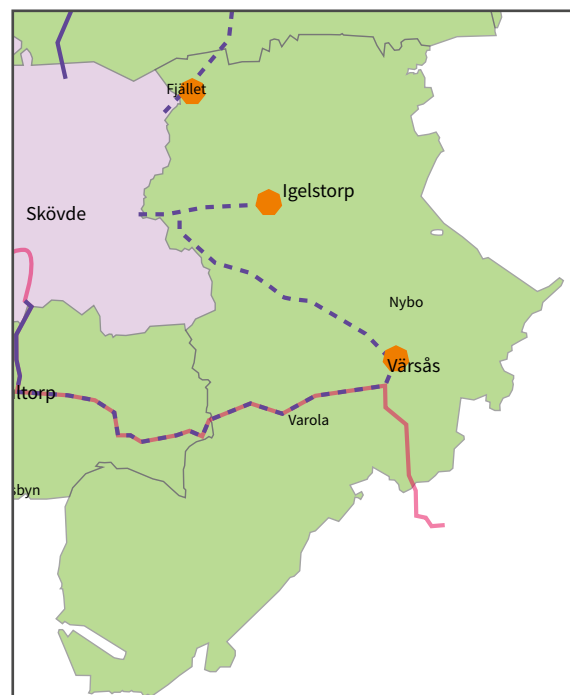 Fjället
Igelstorp
Skövde
Nybo
Värsås
ltorp
Varola
sbyn